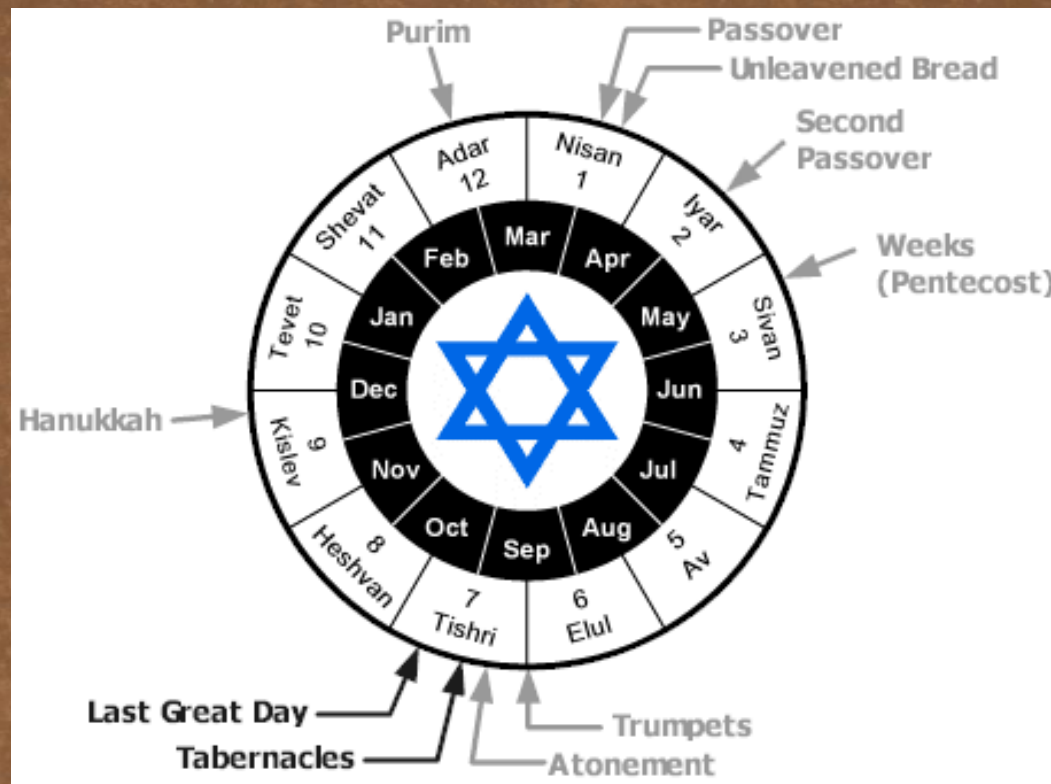 Purim
Passover
Unleavened Bread
Second
Passover
Weeks
(Pentecost)
Hanukkah
Last Great Day
Tabernacles
Trumpets
Atonement
Nisan
1
Iyar
2
Sivan
3
4
Tammuz
5
Av
6
Elul
7
Tishri
8
Heshvan
9
Kislev
Tevet
10
Shevat
11
Adar
12
Mar
Apr
May
Jun
Jul
Aug
Sep
Oct
Nov
Dec
Jan
Feb